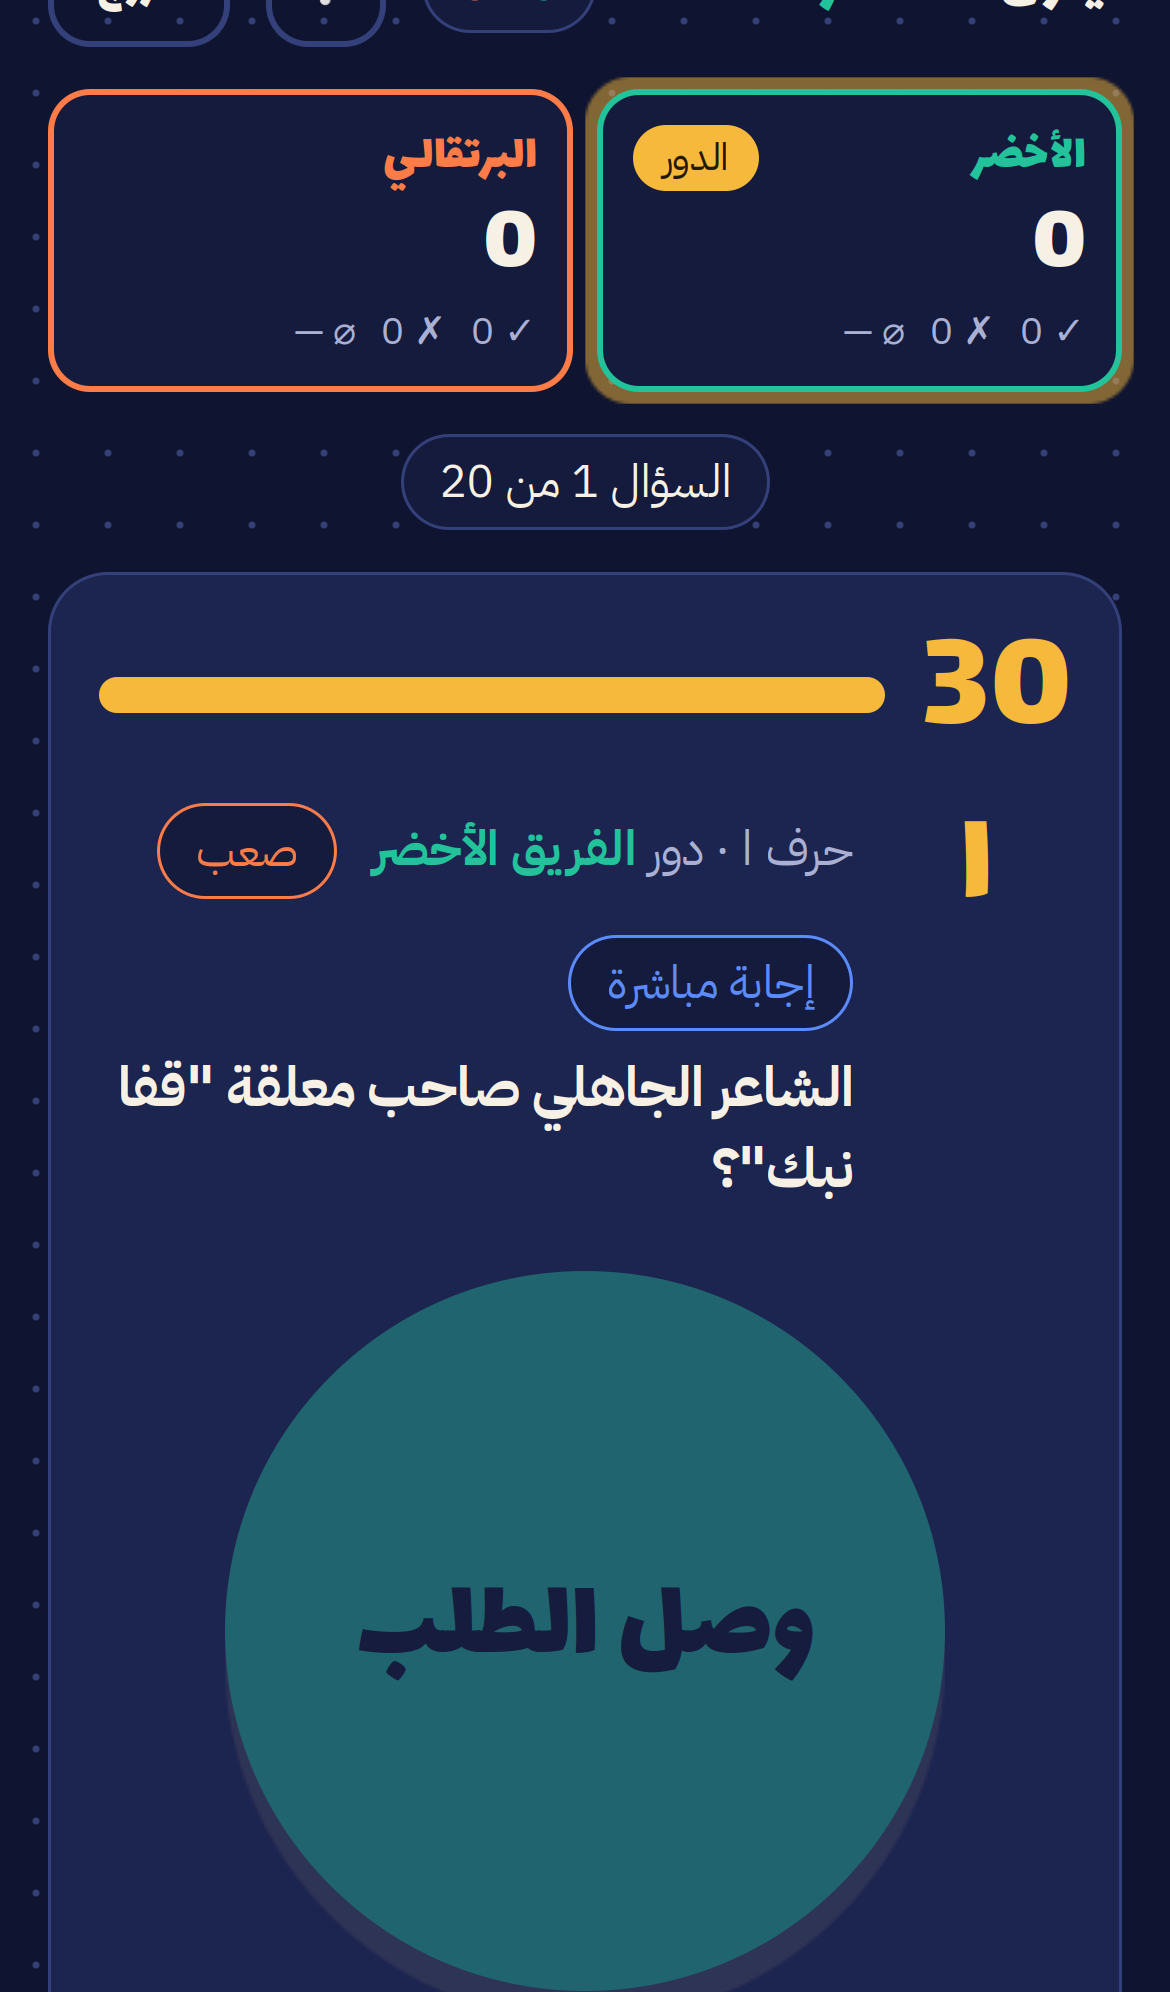 الأخضر الدور
0
✓ 0 ✗ 0 ⌀ —
البرتقالي
0
✓ 0 ✗ 0 ⌀ —
السؤال 1 من 20
30
ا
حرف ا · دور الفريق الأخضر صعب
إجابة مباشرة
الشاعر الجاهلي صاحب معلقة "قفا
نبك"؟
وصل الطلب